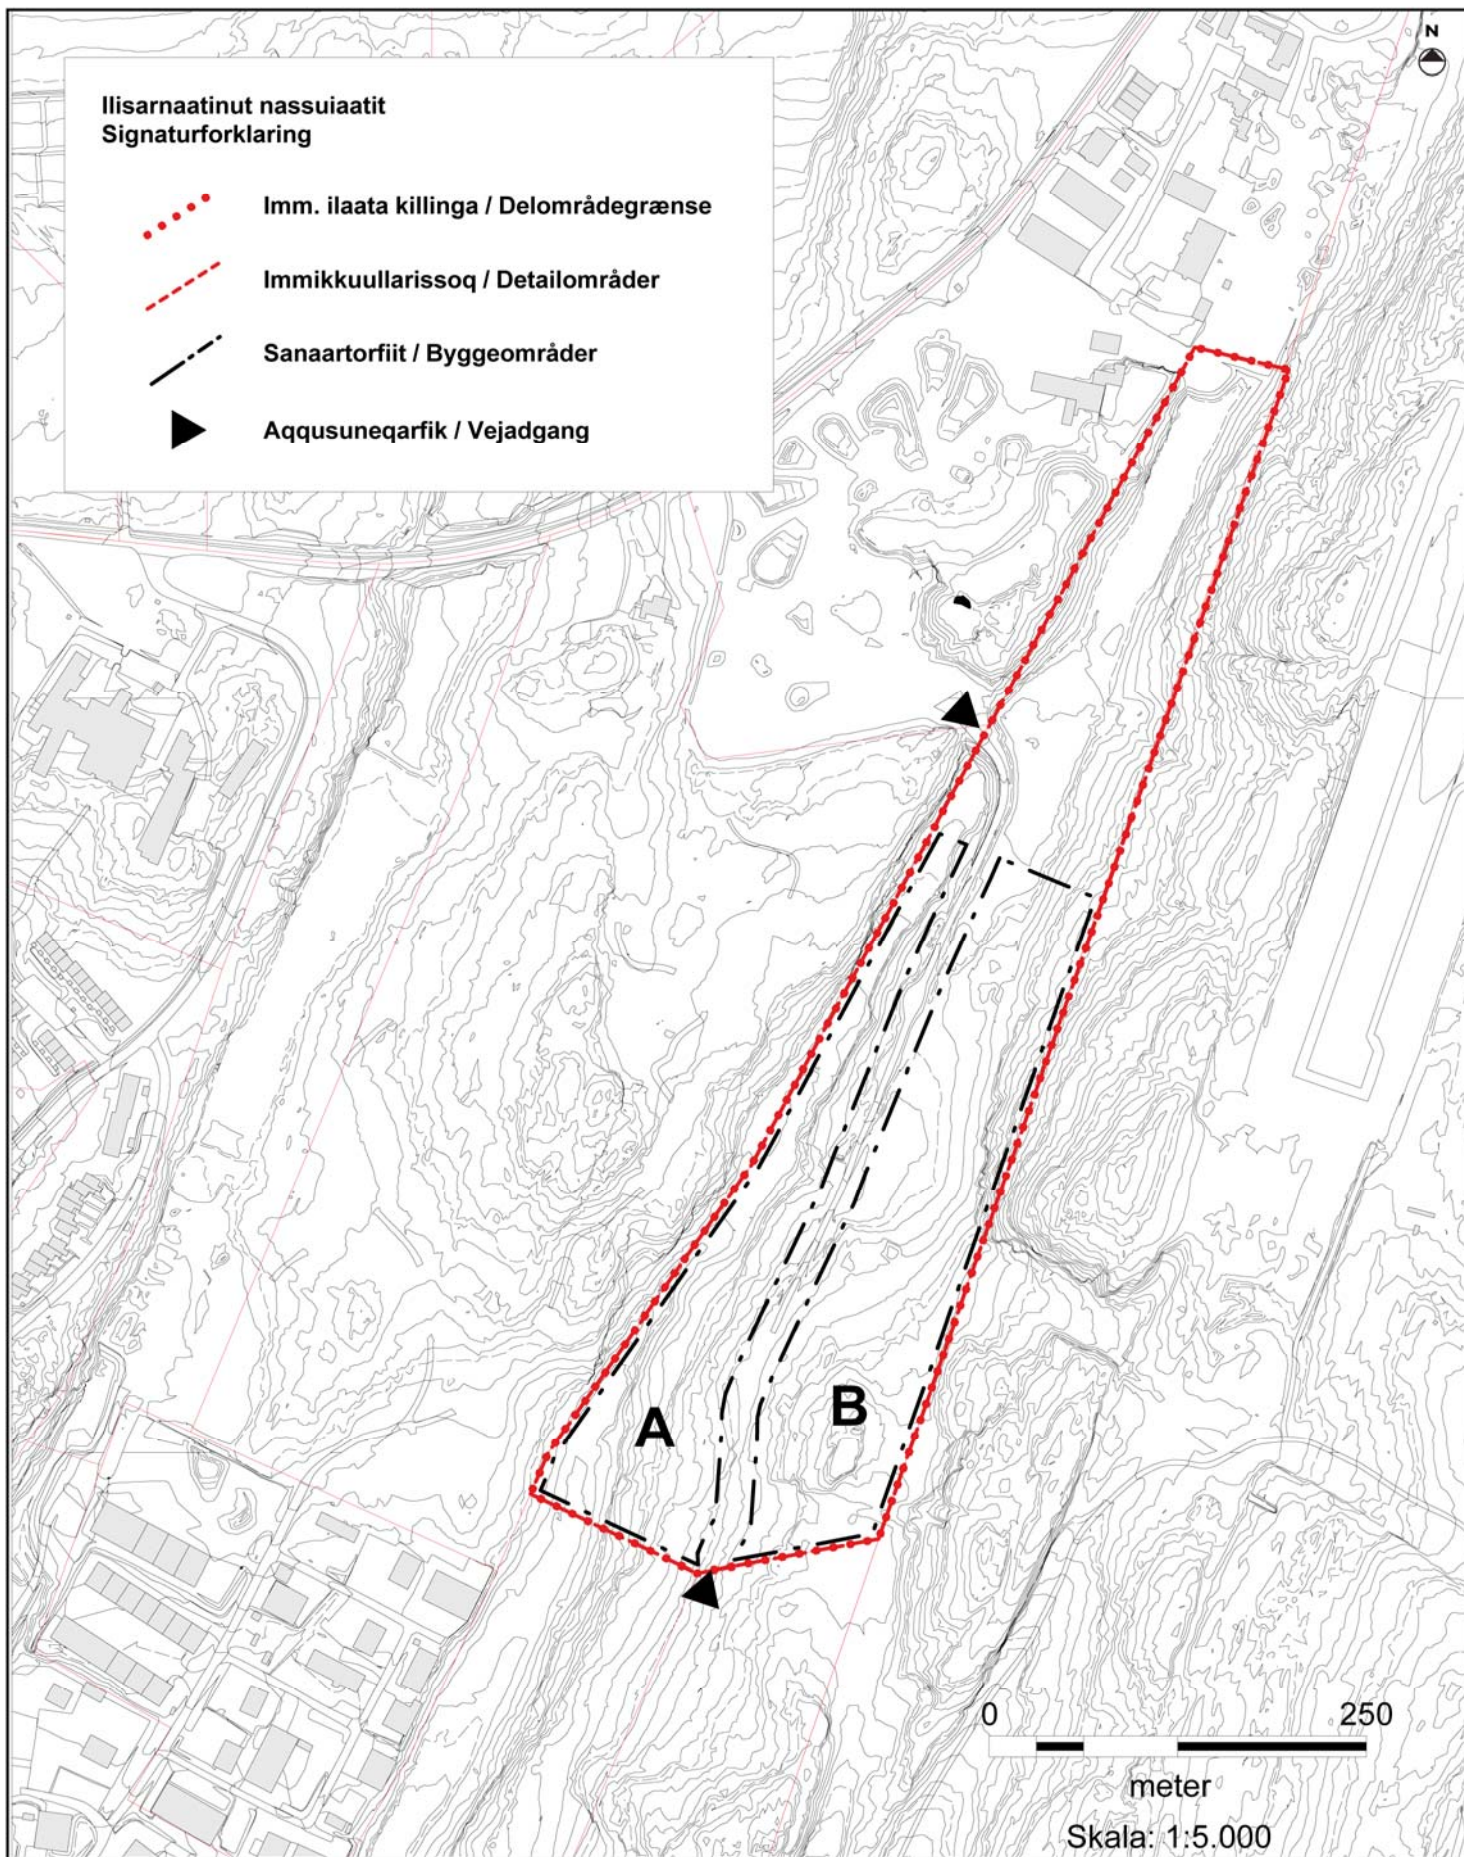 N
Ilisarnaatinut nassuiaatit
Signaturforklaring
Imm. ilaata killinga / Delområdegrænse
Immikkuullarissoq / Detailområder
Sanaartorfiit / Byggeområder
Aqqusuneqarfik / Vejadgang
A
B
0 250
meter
Skala: 1:5.000